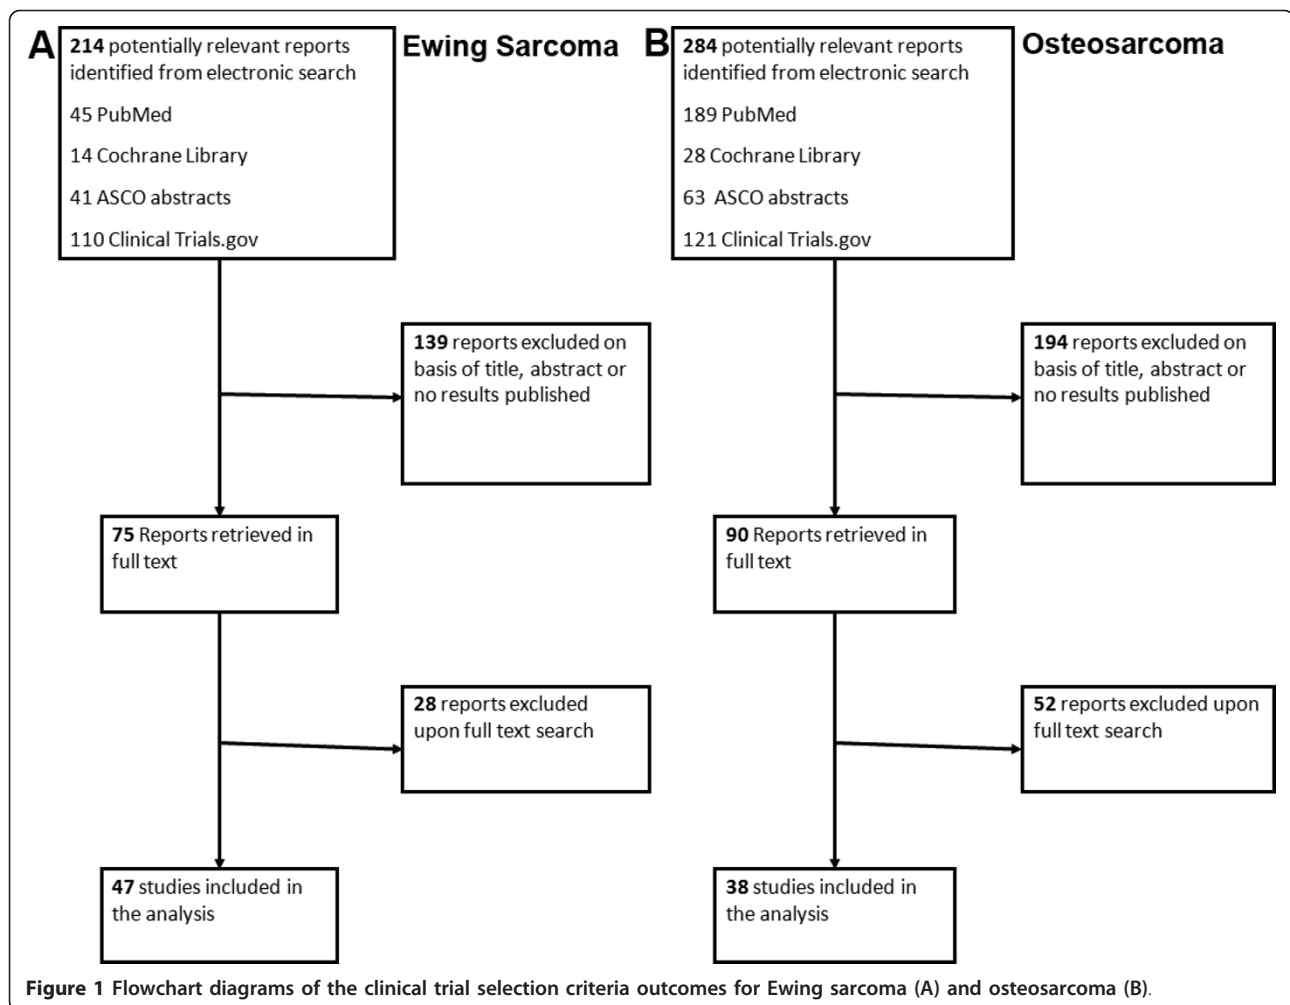 A
214 potentially relevant reports
identified from electronic search
45 PubMed
14 Cochrane Library
41 ASCO abstracts
110 Clinical Trials.gov
Ewing Sarcoma
139 reports excluded on
basis of title, abstract or
no results published
75 Reports retrieved in
full text
28 reports excluded
upon full text search
47 studies included in
the analysis
B
284 potentially relevant reports
identified from electronic search
189 PubMed
28 Cochrane Library
63 ASCO abstracts
121 Clinical Trials.gov
Osteosarcoma
194 reports excluded on
basis of title, abstract or
no results published
90 Reports retrieved in
full text
52 reports excluded upon
full text search
38 studies included in
the analysis
Figure 1 Flowchart diagrams of the clinical trial selection criteria outcomes for Ewing sarcoma (A) and osteosarcoma (B).